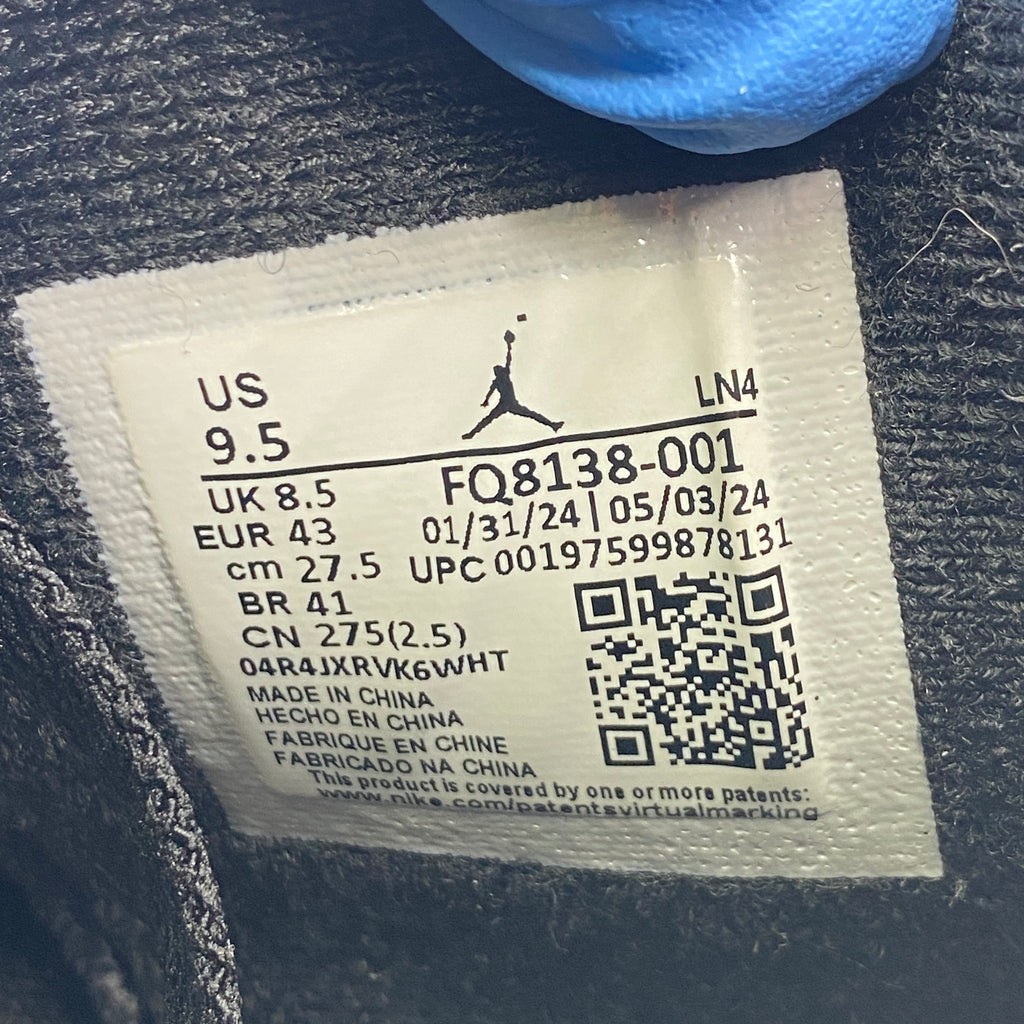 US
LN4
9.5
FQ8138-001
UK 8.5
01/31/24 | 05/03/24
EUR 43
UPC 00197599878131
cm 27.5
BR 41
CN 275(2.5)
04R4JXRVK6WHT
MADE IN CHINA
HECHO EN CHINA
FABRIQUE EN CHINE
FABRICADO NA CHINA
This product is covered by one or more patents:
www.nike.com/patentsvirtualmarking